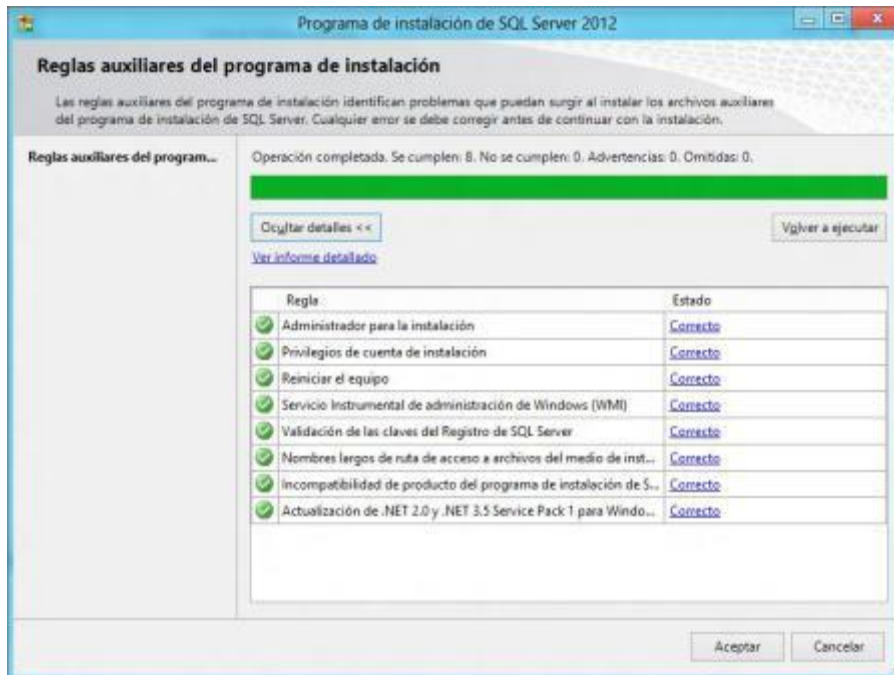 Programa de instalación de SQL Server 2012
Reglas auxiliares del programa de instalación
Las reglas auxiliares del programa de instalación identifican problemas que puedan surgir al instalar los archivos auxiliares
del programa de instalación de SQL Server. Cualquier error se debe corregir antes de continuar con la instalación.
Reglas auxiliares del program...
Operación completada. Se cumplen: 8. No se cumplen: 0. Advertencias: 0. Omitidas: 0.
Ocultar detalles <<
Volver a ejecutar
Ver informe detallado
Regla Estado
Administrador para la instalación Correcto
Privilegios de cuenta de instalación Correcto
Reiniciar el equipo Correcto
Servicio Instrumental de administración de Windows (WMI) Correcto
Validación de las claves del Registro de SQL Server Correcto
Nombres largos de ruta de acceso a archivos del medio de inst... Correcto
Incompatibilidad de producto del programa de instalación de S... Correcto
Actualización de .NET 2.0 y .NET 3.5 Service Pack 1 para Windo... Correcto
Aceptar
Cancelar